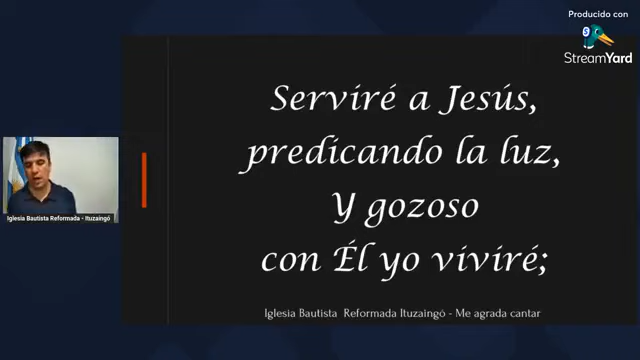 Producido con
StreamYard
Serviré a Jesús,
predicando la luz,
Y gozoso
con Él yo viviré;
Iglesia Bautista Reformada - Ituzaingó
Iglesia Bautista Reformada Ituzaingó - Me agrada cantar